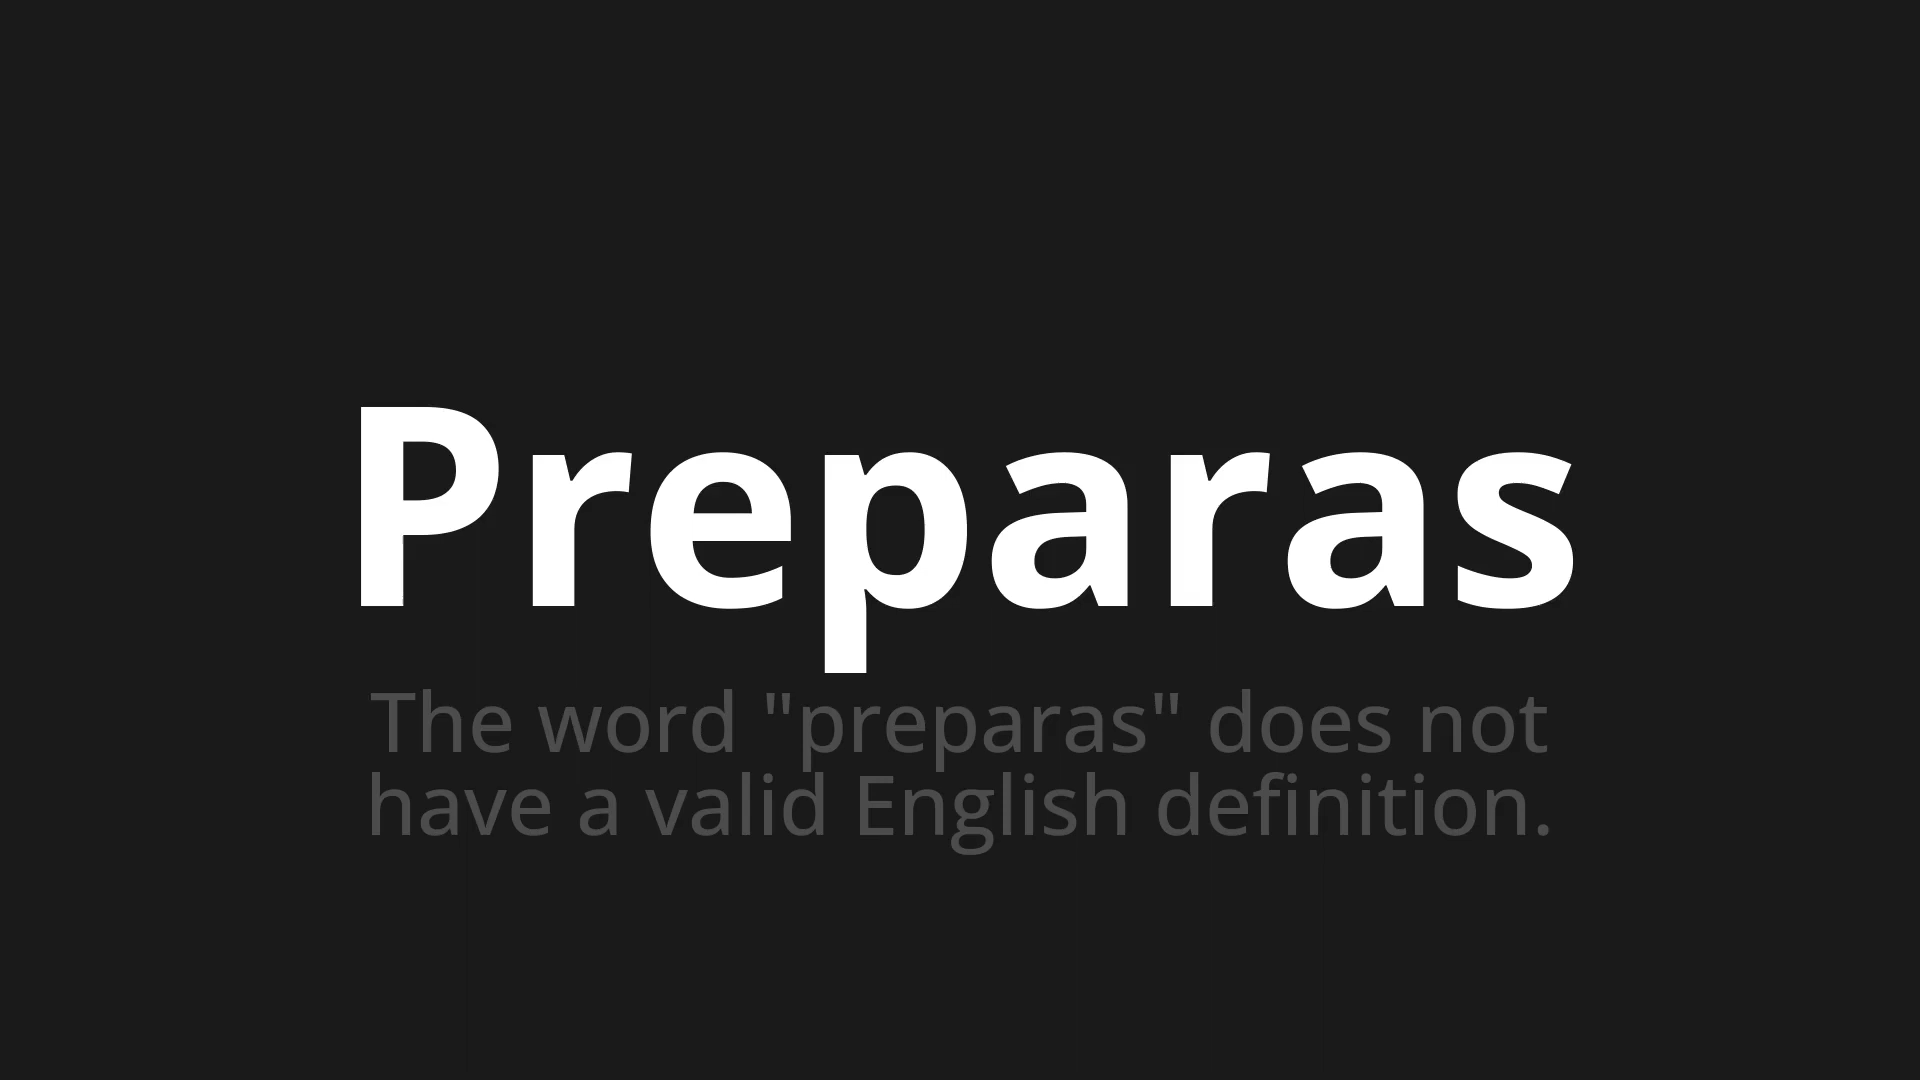 Preparas
The word "preparas" does not
have a valid English definition.